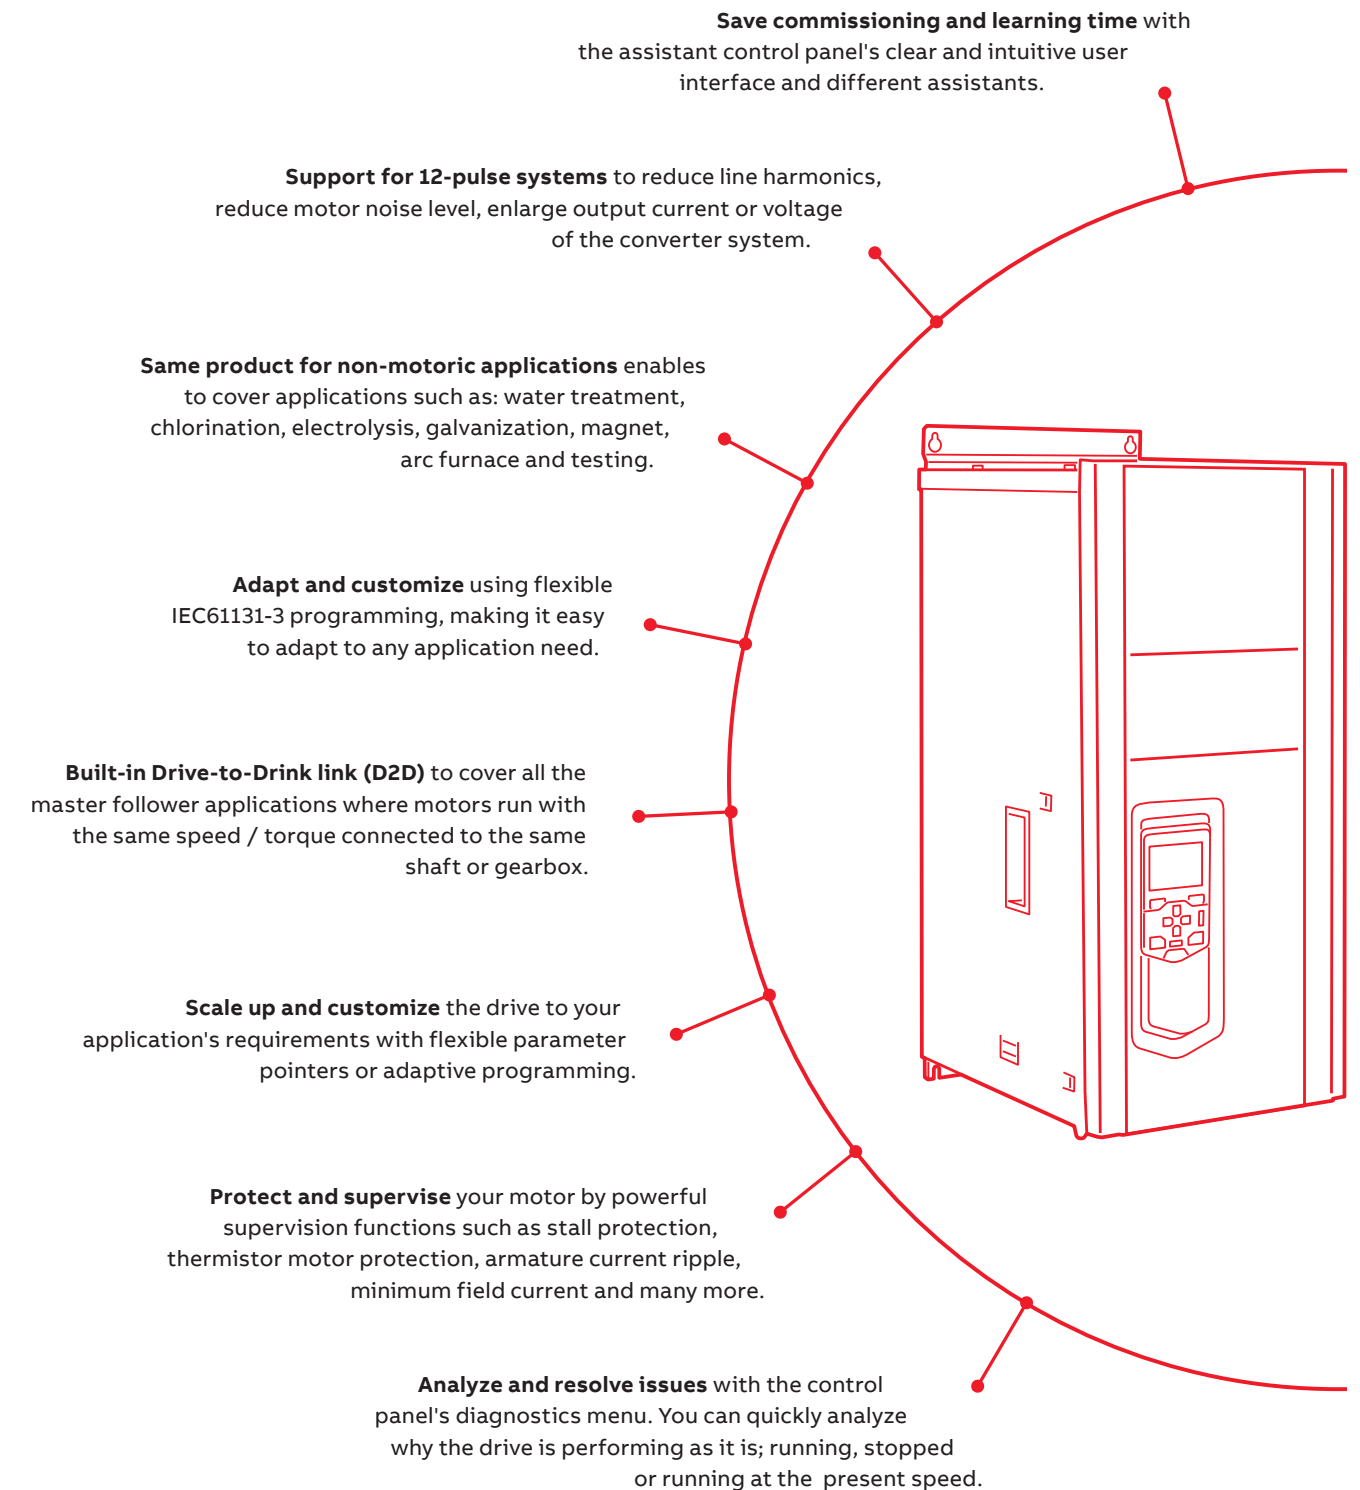 Save commissioning and learning time with
the assistant control panel's clear and intuitive user
interface and different assistants.
Support for 12-pulse systems to reduce line harmonics,
reduce motor noise level, enlarge output current or voltage
of the converter system.
Same product for non-motoric applications enables
to cover applications such as: water treatment,
chlorination, electrolysis, galvanization, magnet,
arc furnace and testing.
Adapt and customize using flexible
IEC61131-3 programming, making it easy
to adapt to any application need.
Built-in Drive-to-Drink link (D2D) to cover all the
master follower applications where motors run with
the same speed / torque connected to the same
shaft or gearbox.
Scale up and customize the drive to your
application's requirements with flexible parameter
pointers or adaptive programming.
Protect and supervise your motor by powerful
supervision functions such as stall protection,
thermistor motor protection, armature current ripple,
minimum field current and many more.
Analyze and resolve issues with the control
panel's diagnostics menu. You can quickly analyze
why the drive is performing as it is; running, stopped
or running at the present speed.